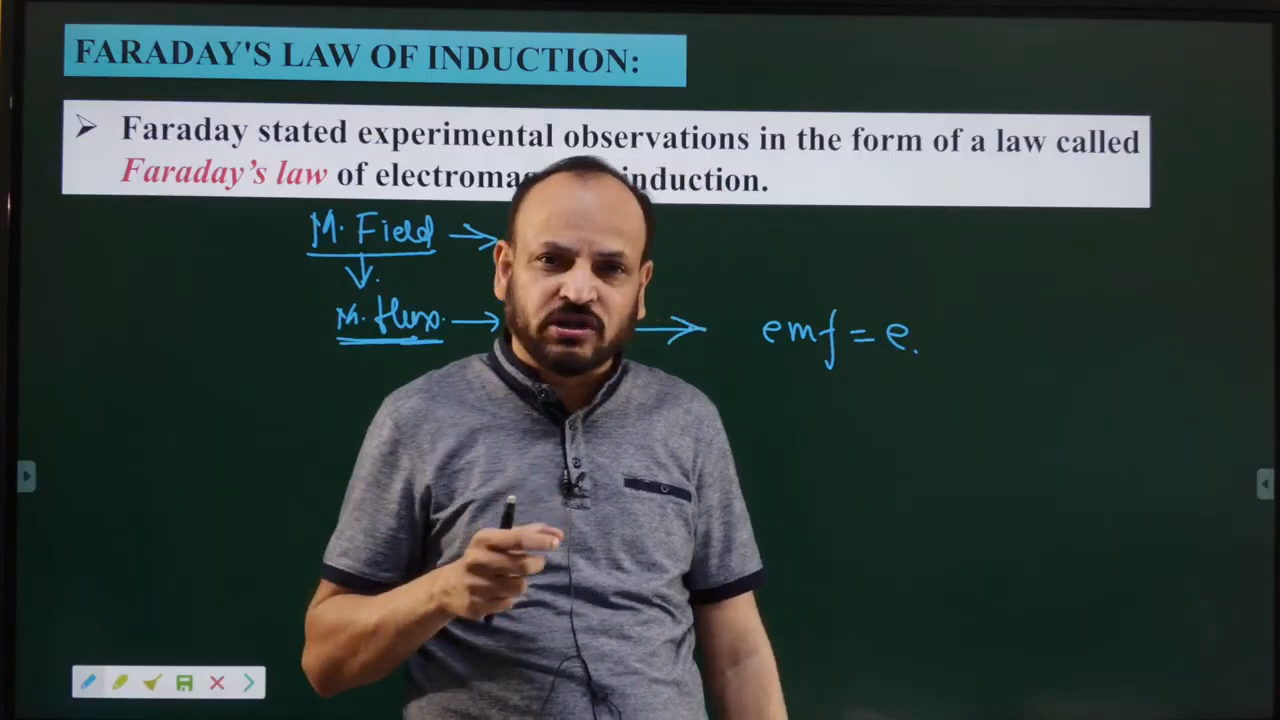 FARADAY'S LAW OF INDUCTION:
➢ Faraday stated experimental observations in the form of a law called
Faraday's law of electromag induction.
M. Field →
↓
M. flux →
→ emf = e.